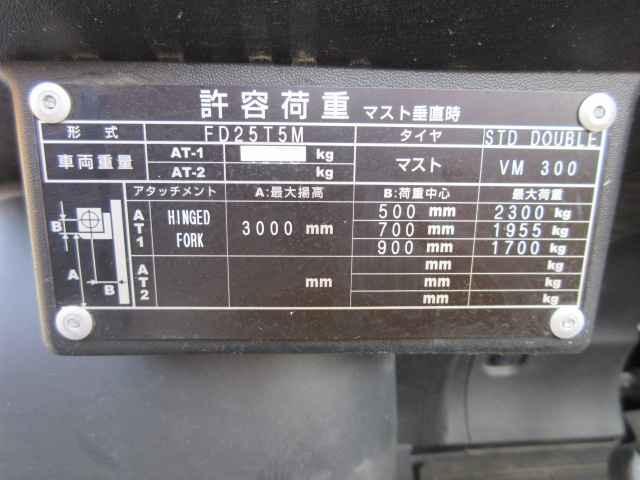 許容荷重 マスト垂直時
形式 FD25T5M タイヤ STD DOUBLE
車両重量 AT-1 kg マスト VM 300
AT-2 kg
アタッチメント A:最大揚高 B:荷重中心 最大荷重
AT1 HINGED FORK 3000 mm 500 mm 2300 kg
700 mm 1955 kg
900 mm 1700 kg
AT2 mm mm kg
mm kg
mm kg
B
A
B